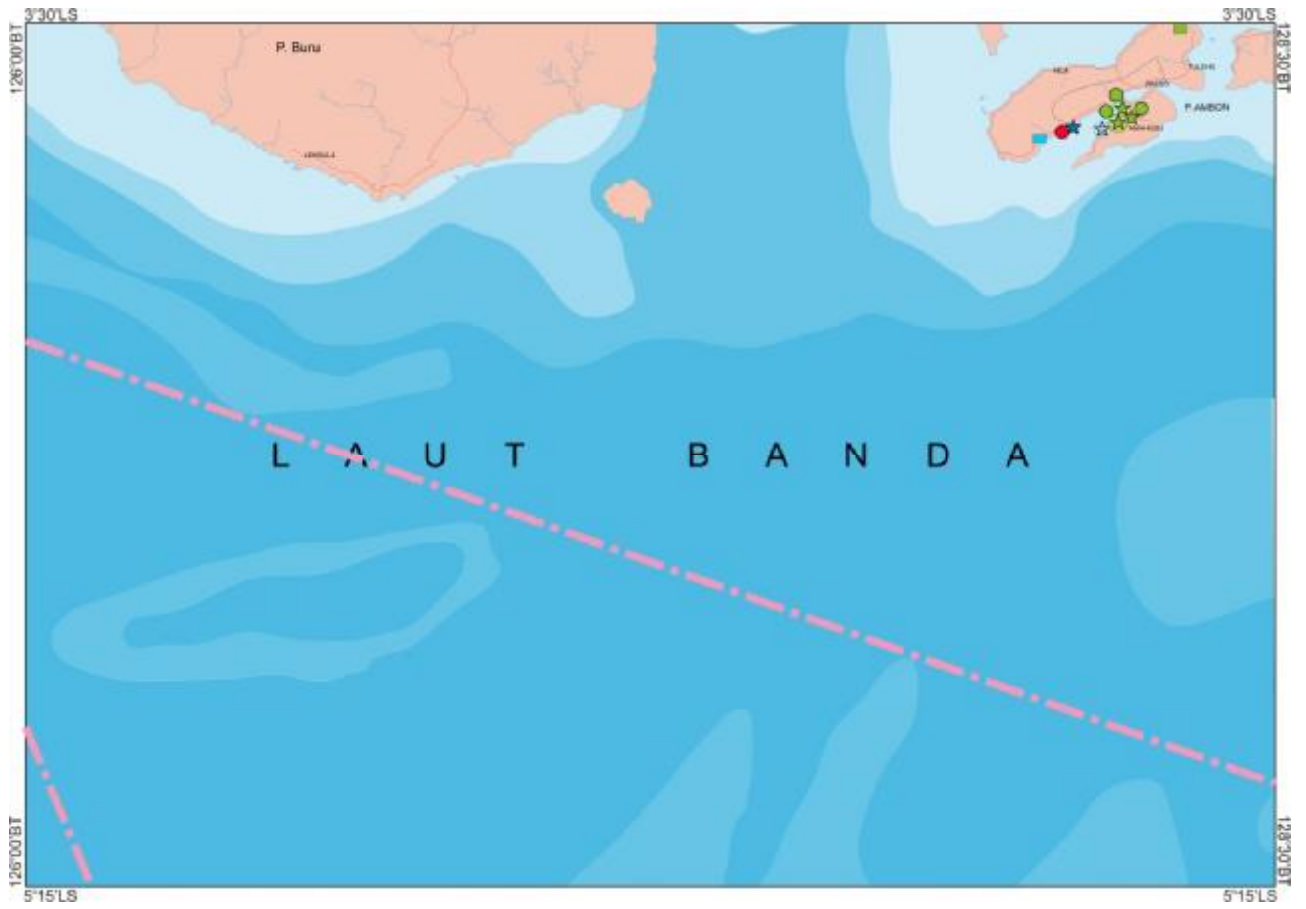 3°30'LS 3°30'LS
126°00'BT
128°30'BT
P. Buru
TULEHU
P. AMBON
L A U T B A N D A
126°00'BT
128°30'BT
5°15'LS 5°15'LS